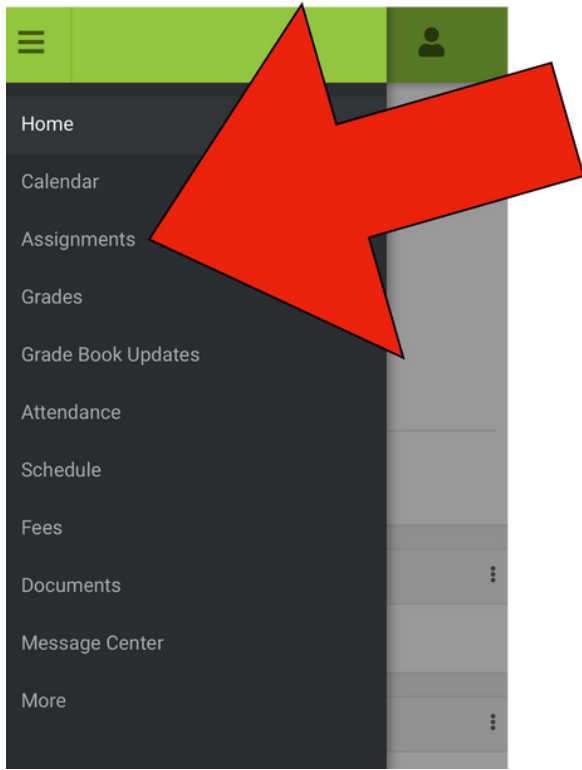 Home
Calendar
Assignments
Grades
Grade Book Updates
Attendance
Schedule
Fees
Documents
Message Center
More